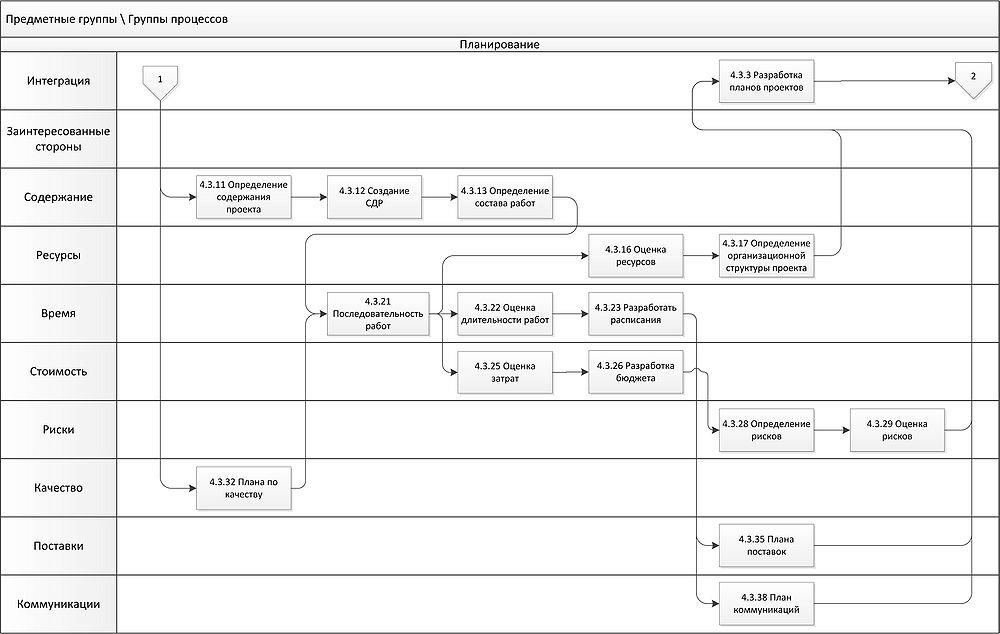 Предметные группы \ Группы процессов
Планирование
Интеграция
1
4.3.3 Разработка
планов проектов
2
Заинтересованные
стороны
Содержание
4.3.11 Определение
содержания
проекта
4.3.12 Создание
СДР
4.3.13 Определение
состава работ
Ресурсы
4.3.16 Оценка
ресурсов
4.3.17 Определение
организационной
структуры проекта
Время
4.3.21
Последовательность
работ
4.3.22 Оценка
длительности работ
4.3.23 Разработать
расписания
Стоимость
4.3.25 Оценка
затрат
4.3.26 Разработка
бюджета
Риски
4.3.28 Определение
рисков
4.3.29 Оценка
рисков
Качество
4.3.32 Плана по
качеству
Поставки
4.3.35 Плана
поставок
Коммуникации
4.3.38 План
коммуникаций